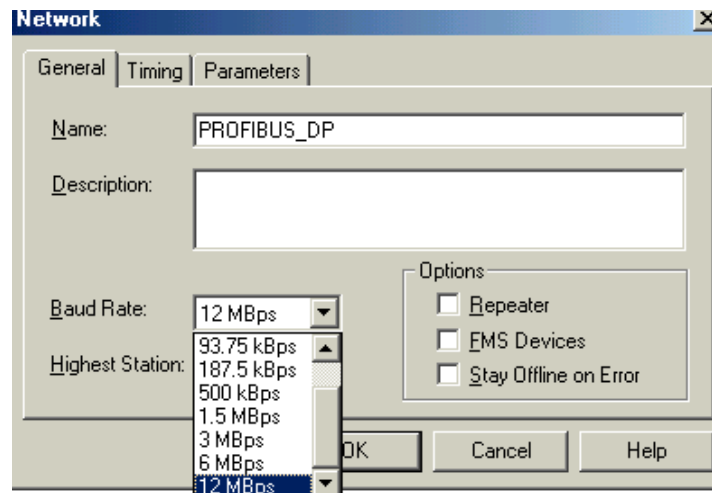 Network
General Timing Parameters
Name: PROFIBUS_DP
Description:
Options
Baud Rate: 12 MBps
Repeater
93.75 kBps
FMS Devices
Highest Station: 187.5 kBps
Stay Offline on Error
500 kBps
1.5 MBps
3 MBps
OK Cancel Help
6 MBps
12 MBps